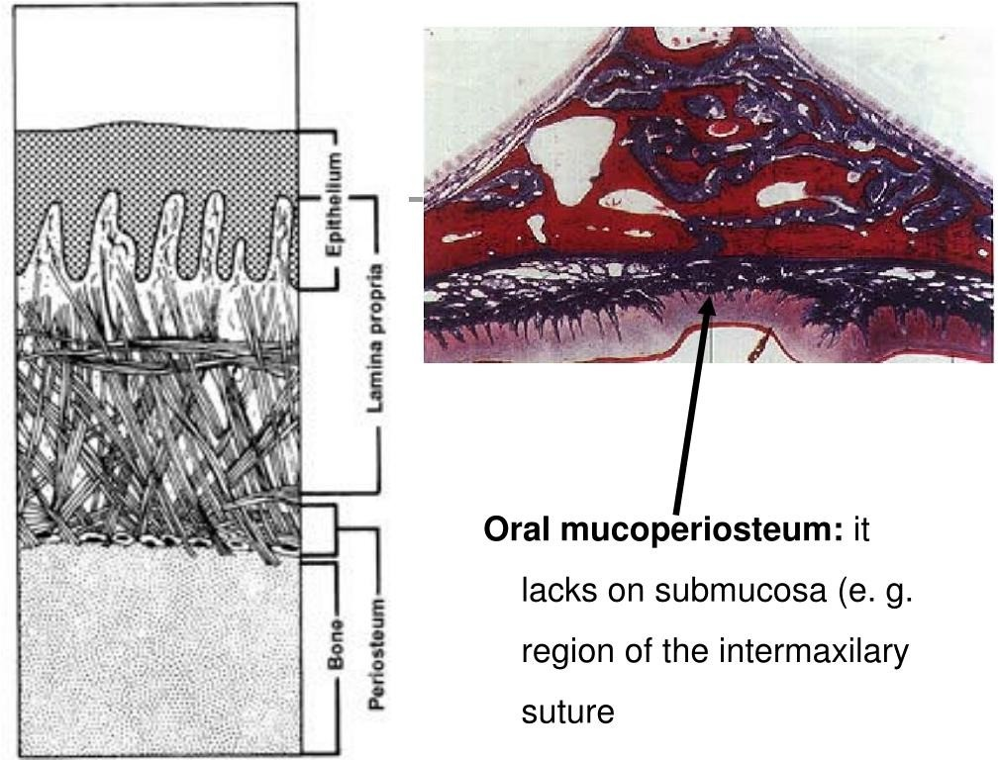 Epithelium
Lamina propria
Bone
Periosteum
Oral mucoperiosteum: it
lacks on submucosa (e. g.
region of the intermaxilary
suture